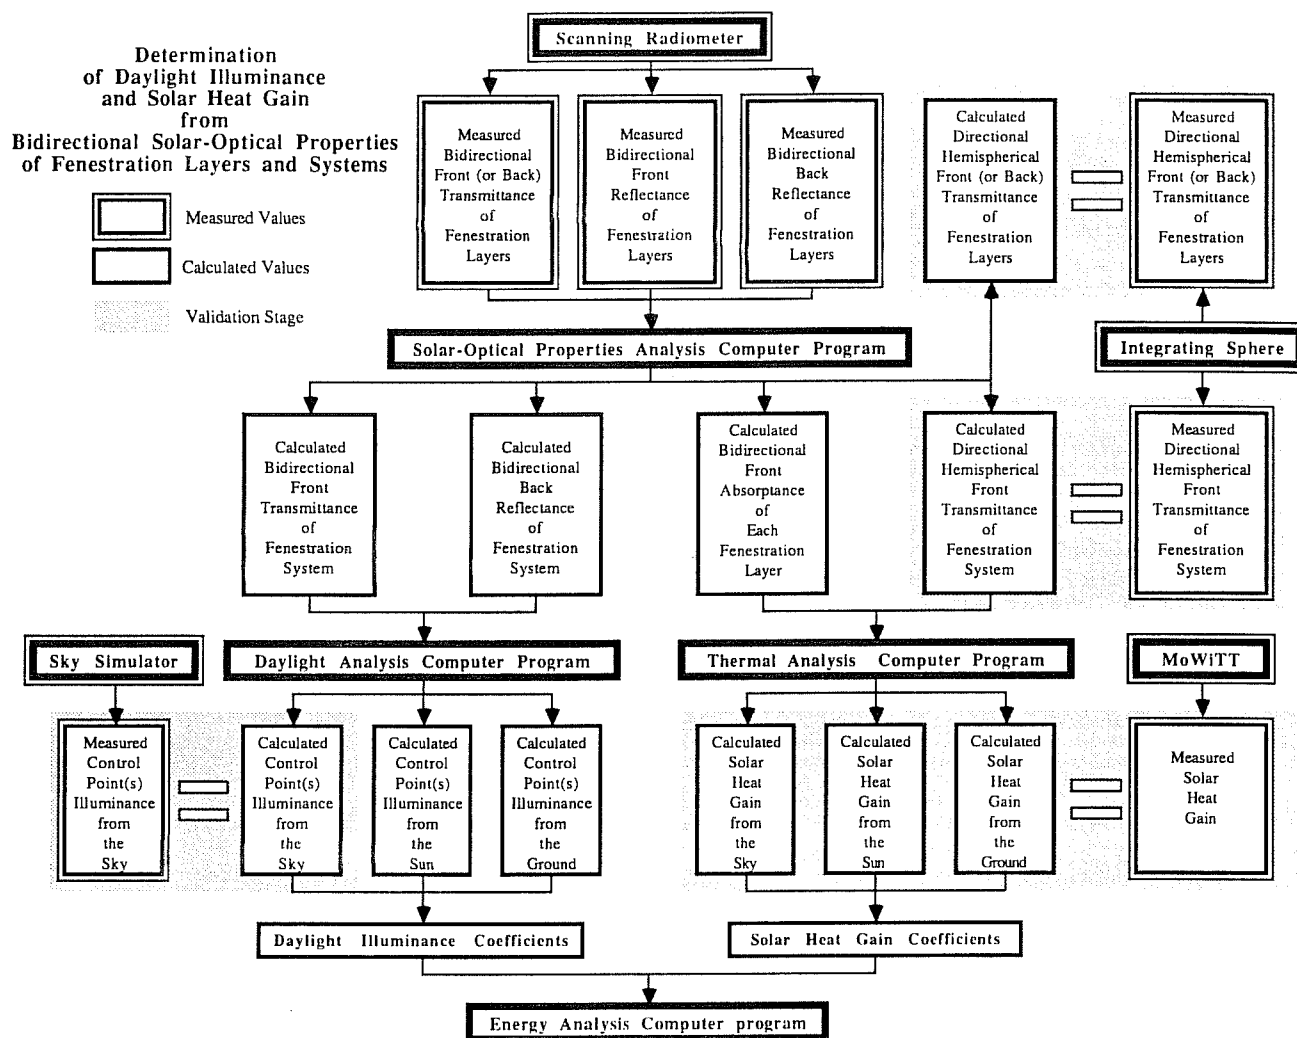 Scanning Radiometer
Determination
of Daylight Illuminance
and Solar Heat Gain
from
Bidirectional Solar-Optical Properties
of Fenestration Layers and Systems
Measured Values
Calculated Values
Validation Stage
Measured
Bidirectional
Front (or Back)
Transmittance
of
Fenestration
Layers
Measured
Bidirectional
Front
Reflectance
of
Fenestration
Layers
Measured
Bidirectional
Back
Reflectance
of
Fenestration
Layers
Calculated
Directional
Hemispherical
Front (or Back)
Transmittance
of
Fenestration
Layers
Measured
Directional
Hemispherical
Front (or Back)
Transmittance
of
Fenestration
Layers
Solar-Optical Properties Analysis Computer Program
Integrating Sphere
Calculated
Bidirectional
Front
Transmittance
of
Fenestration
System
Calculated
Bidirectional
Back
Reflectance
of
Fenestration
System
Calculated
Bidirectional
Front
Absorptance
of
Each
Fenestration
Layer
Calculated
Directional
Hemispherical
Front
Transmittance
of
Fenestration
System
Measured
Directional
Hemispherical
Front
Transmittance
of
Fenestration
System
Sky Simulator
Daylight Analysis Computer Program
Thermal Analysis Computer Program
MoWiTT
Measured
Control
Point(s)
Illuminance
from
the
Sky
Calculated
Control
Point(s)
Illuminance
from
the
Sky
Calculated
Control
Point(s)
Illuminance
from
the
Sun
Calculated
Control
Point(s)
Illuminance
from
the
Ground
Calculated
Solar
Heat
Gain
from
the
Sky
Calculated
Solar
Heat
Gain
from
the
Sun
Calculated
Solar
Heat
Gain
from
the
Ground
Measured
Solar
Heat
Gain
Daylight Illuminance Coefficients
Solar Heat Gain Coefficients
Energy Analysis Computer program